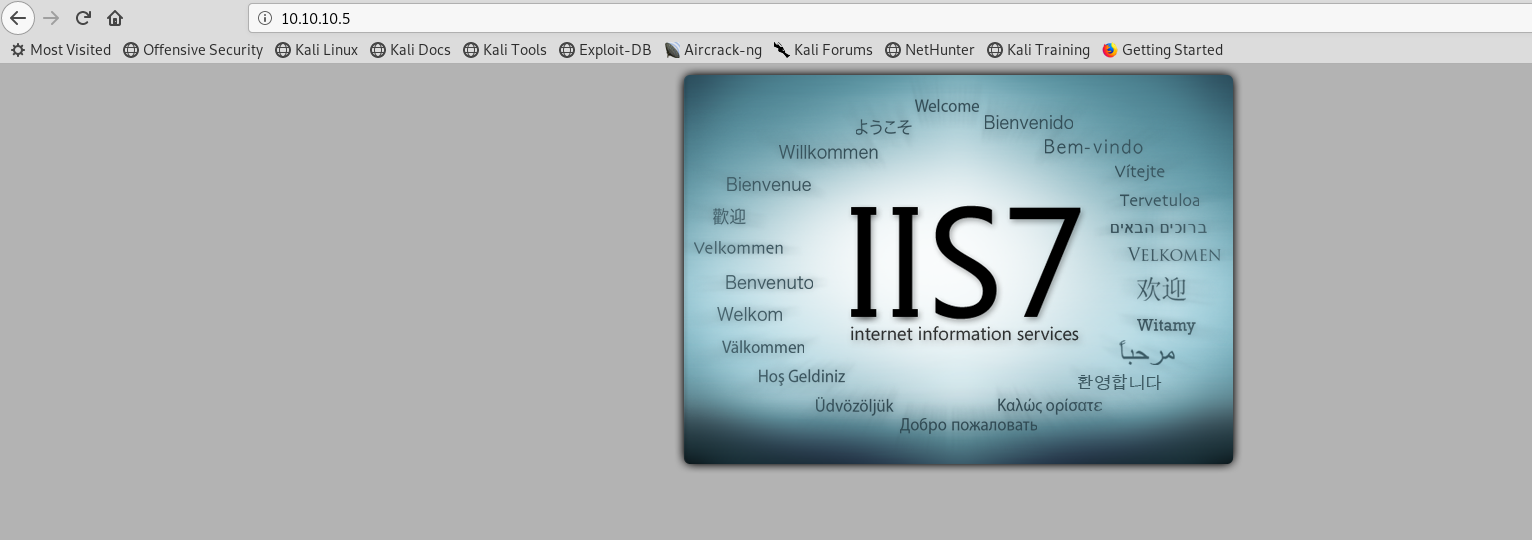 10.10.10.5
Most Visited Offensive Security Kali Linux Kali Docs Kali Tools Exploit-DB Aircrack-ng Kali Forums NetHunter Kali Training Getting Started
Welcome
ようこそ
Bienvenido
Willkommen
Bem-vindo
Vítejte
Bienvenue
Tervetuloa
歡迎
ברוכים הבאים
Velkommen
VELKOMEN
Benvenuto
欢迎
IIS7
Welkom
Witamy
internet information services
Välkommen
مرحباً
Hoş Geldiniz
환영합니다
Üdvözöljük
Καλώς ορίσατε
Добро пожаловать